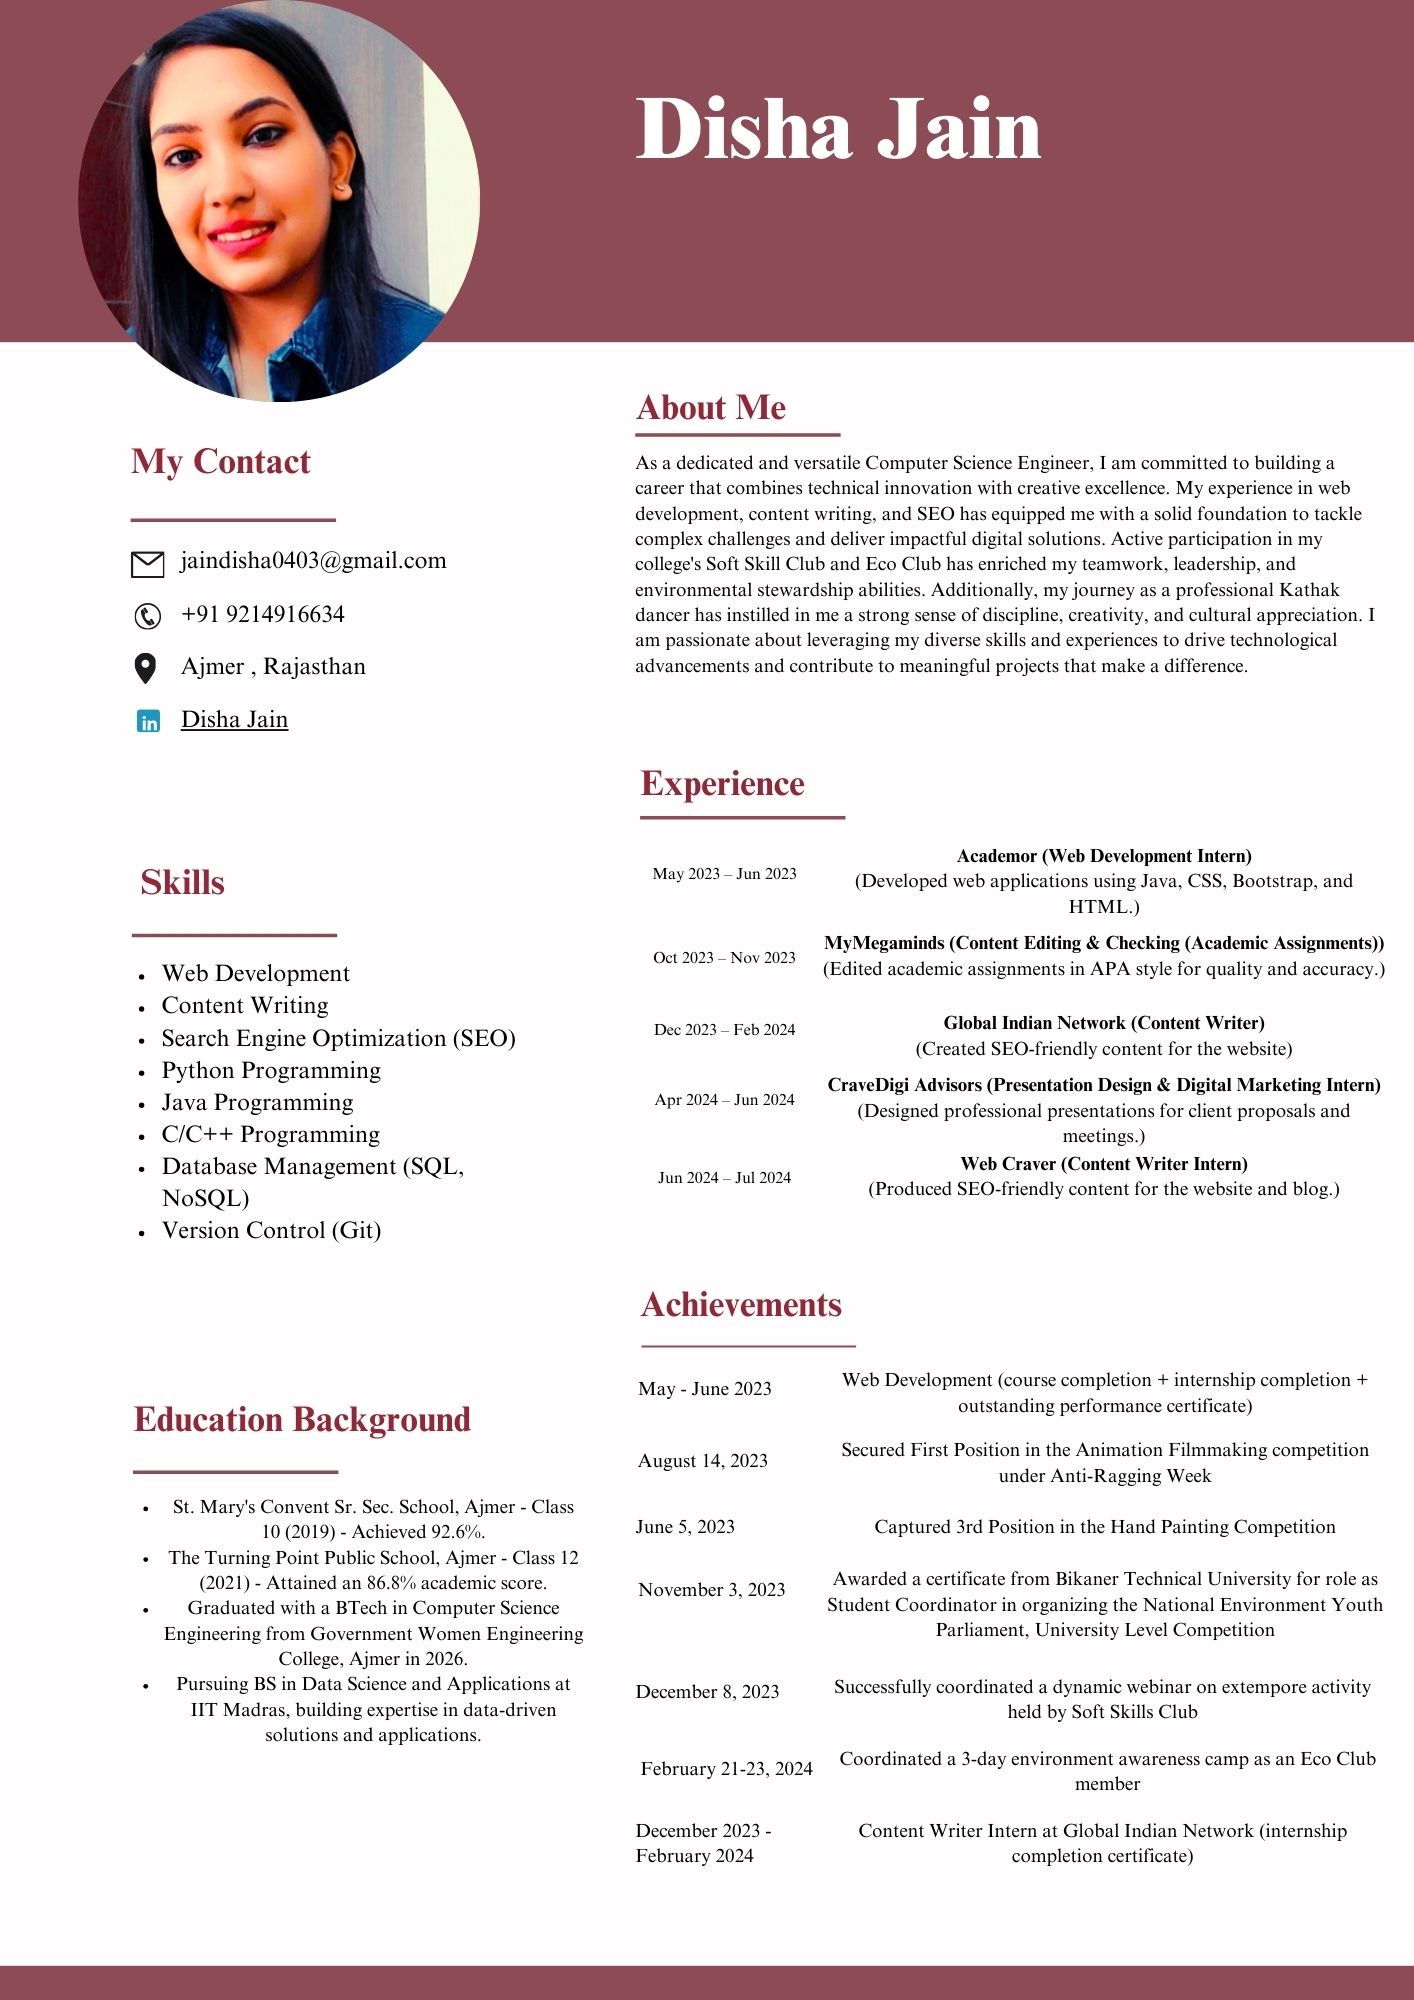 Disha Jain
My Contact
jaindisha0403@gmail.com
+91 9214916634
Ajmer , Rajasthan
in
Disha Jain
Skills
• Web Development
• Content Writing
• Search Engine Optimization (SEO)
• Python Programming
• Java Programming
• C/C++ Programming
• Database Management (SQL,
NoSQL)
• Version Control (Git)
Education Background
• St. Mary's Convent Sr. Sec. School, Ajmer - Class
10 (2019) - Achieved 92.6%.
• The Turning Point Public School, Ajmer - Class 12
(2021) - Attained an 86.8% academic score.
• Graduated with a BTech in Computer Science
Engineering from Government Women Engineering
College, Ajmer in 2026.
• Pursuing BS in Data Science and Applications at
IIT Madras, building expertise in data-driven
solutions and applications.
About Me
As a dedicated and versatile Computer Science Engineer, I am committed to building a
career that combines technical innovation with creative excellence. My experience in web
development, content writing, and SEO has equipped me with a solid foundation to tackle
complex challenges and deliver impactful digital solutions. Active participation in my
college's Soft Skill Club and Eco Club has enriched my teamwork, leadership, and
environmental stewardship abilities. Additionally, my journey as a professional Kathak
dancer has instilled in me a strong sense of discipline, creativity, and cultural appreciation. I
am passionate about leveraging my diverse skills and experiences to drive technological
advancements and contribute to meaningful projects that make a difference.
Experience
May 2023 – Jun 2023
Academor (Web Development Intern)
(Developed web applications using Java, CSS, Bootstrap, and
HTML.)
Oct 2023 – Nov 2023
MyMegaminds (Content Editing & Checking (Academic Assignments))
(Edited academic assignments in APA style for quality and accuracy.)
Dec 2023 – Feb 2024
Global Indian Network (Content Writer)
(Created SEO-friendly content for the website)
Apr 2024 – Jun 2024
CraveDigi Advisors (Presentation Design & Digital Marketing Intern)
(Designed professional presentations for client proposals and
meetings.)
Jun 2024 – Jul 2024
Web Craver (Content Writer Intern)
(Produced SEO-friendly content for the website and blog.)
Achievements
May - June 2023
Web Development (course completion + internship completion +
outstanding performance certificate)
August 14, 2023
Secured First Position in the Animation Filmmaking competition
under Anti-Ragging Week
June 5, 2023
Captured 3rd Position in the Hand Painting Competition
November 3, 2023
Awarded a certificate from Bikaner Technical University for role as
Student Coordinator in organizing the National Environment Youth
Parliament, University Level Competition
December 8, 2023
Successfully coordinated a dynamic webinar on extempore activity
held by Soft Skills Club
February 21-23, 2024
Coordinated a 3-day environment awareness camp as an Eco Club
member
December 2023 -
February 2024
Content Writer Intern at Global Indian Network (internship
completion certificate)